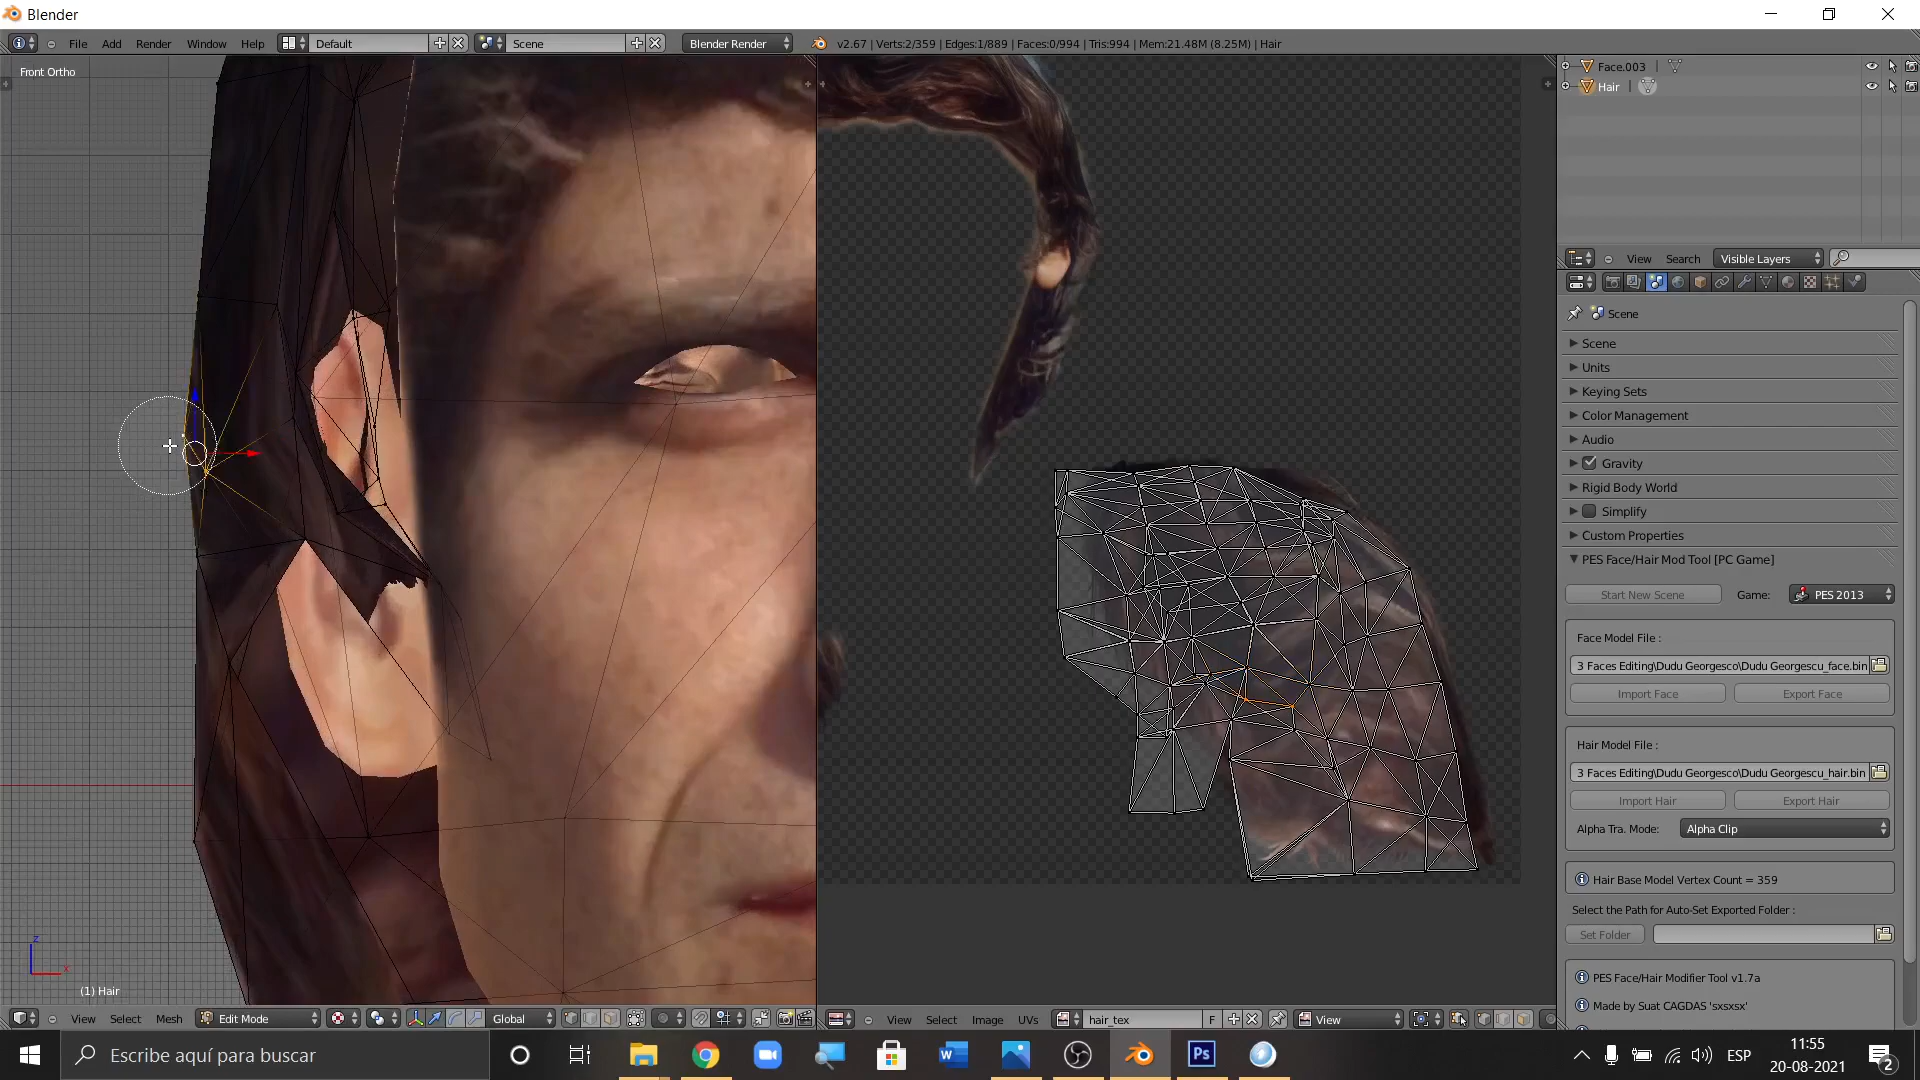 Blender
File Add Render Window Help Default Scene Blender Render v2.67 | Verts:2/359 | Edges:1/889 | Faces:0/994 | Tris:994 | Mem:21.48M (8.25M) | Hair
Front Ortho
Face.003
Hair
View Search Visible Layers
Scene
Scene
Units
Keying Sets
Color Management
Audio
Gravity
Rigid Body World
Simplify
Custom Properties
PES Face/Hair Mod Tool [PC Game]
Start New Scene Game: PES 2013
Face Model File :
3 Faces Editing\Dudu Georgesco\Dudu Georgescu_face.bin
Import Face Export Face
Hair Model File :
3 Faces Editing\Dudu Georgesco\Dudu Georgescu_hair.bin
Import Hair Export Hair
Alpha Tra. Mode: Alpha Clip
Hair Base Model Vertex Count = 359
Select the Path for Auto-Set Exported Folder :
Set Folder
PES Face/Hair Modifier Tool v1.7a
Made by Suat CAGDAS 'sxsxsx'
z
x
(1) Hair
View Select Mesh Edit Mode Global
View Select Image UVs hair_tex F View
Escribe aquí para buscar
ESP
11:55
20-08-2021
2